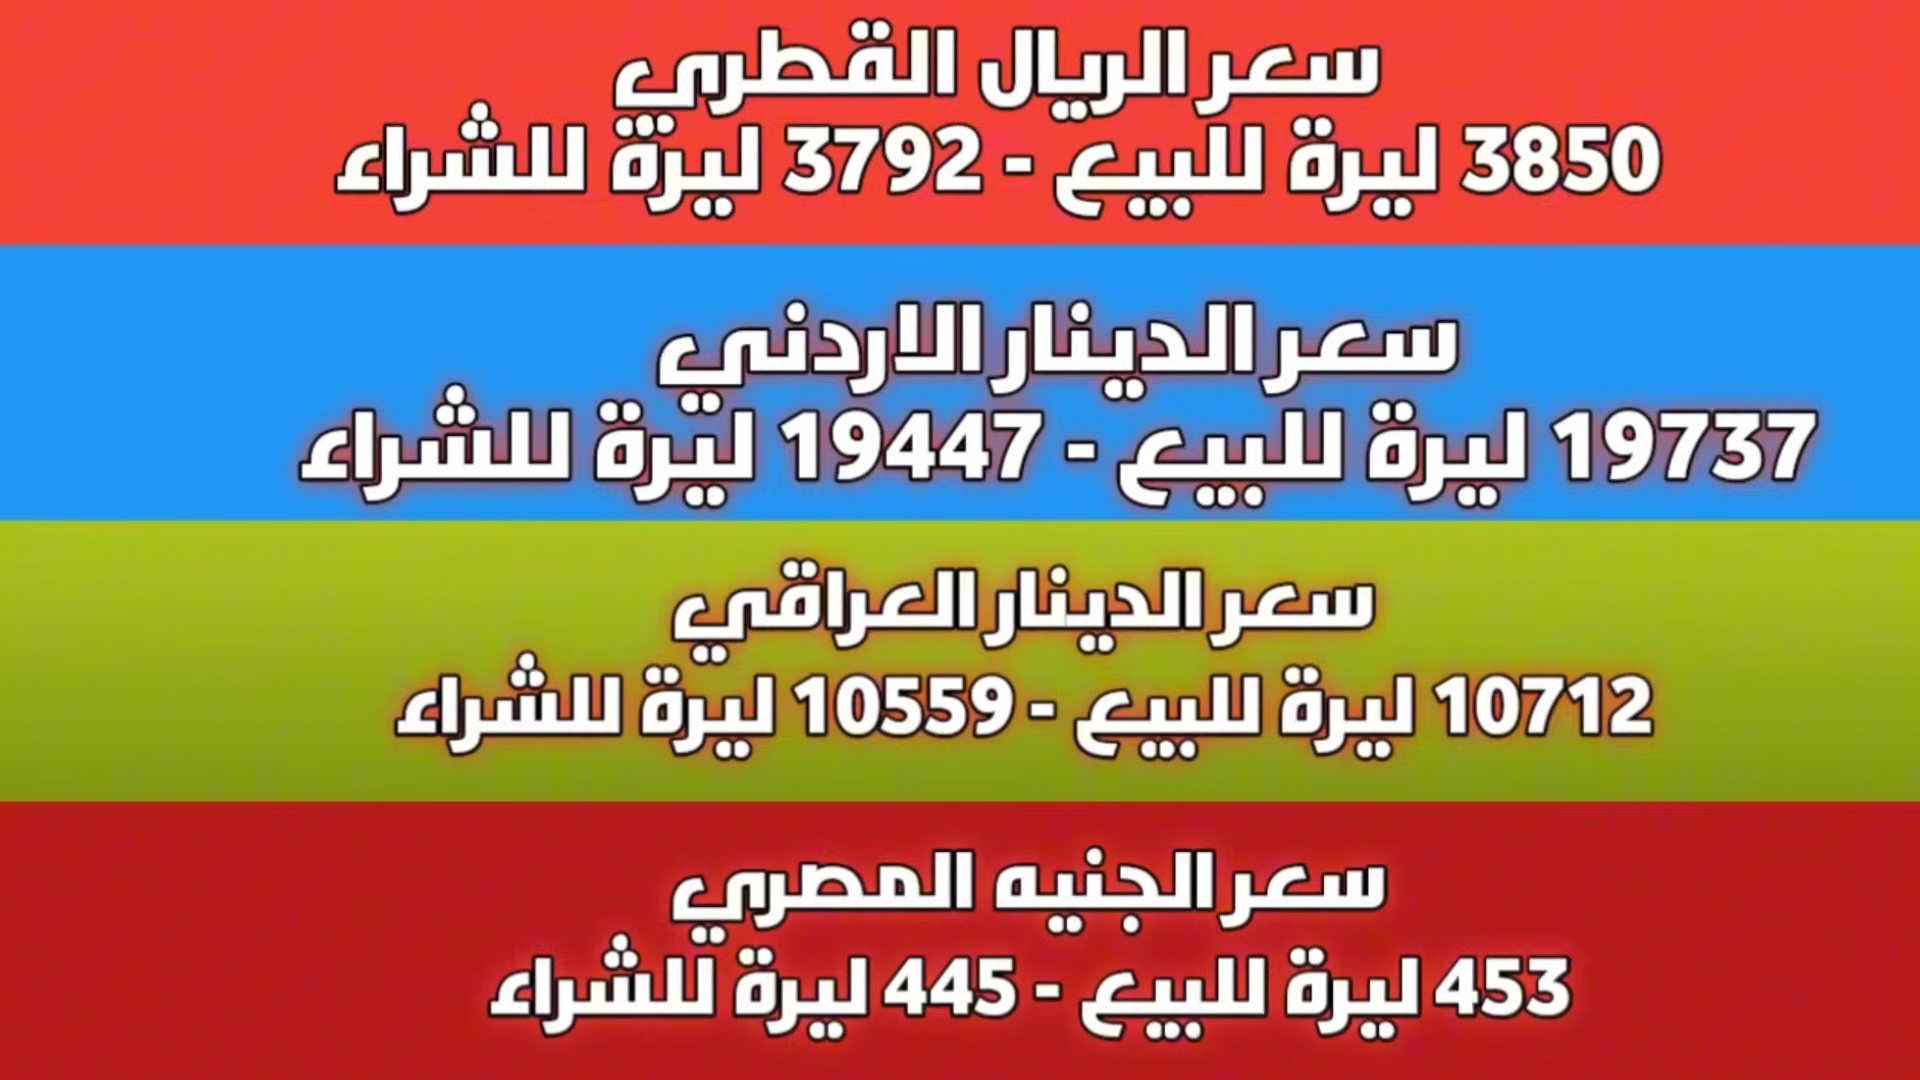 سعر الريال القطري
3850 ليرة للبيع - 3792 ليرة للشراء
سعر الدينار الاردني
19737 ليرة للبيع - 19447 ليرة للشراء
سعر الدينار العراقي
10712 ليرة للبيع - 10559 ليرة للشراء
سعر الجنيه المصري
453 ليرة للبيع - 445 ليرة للشراء